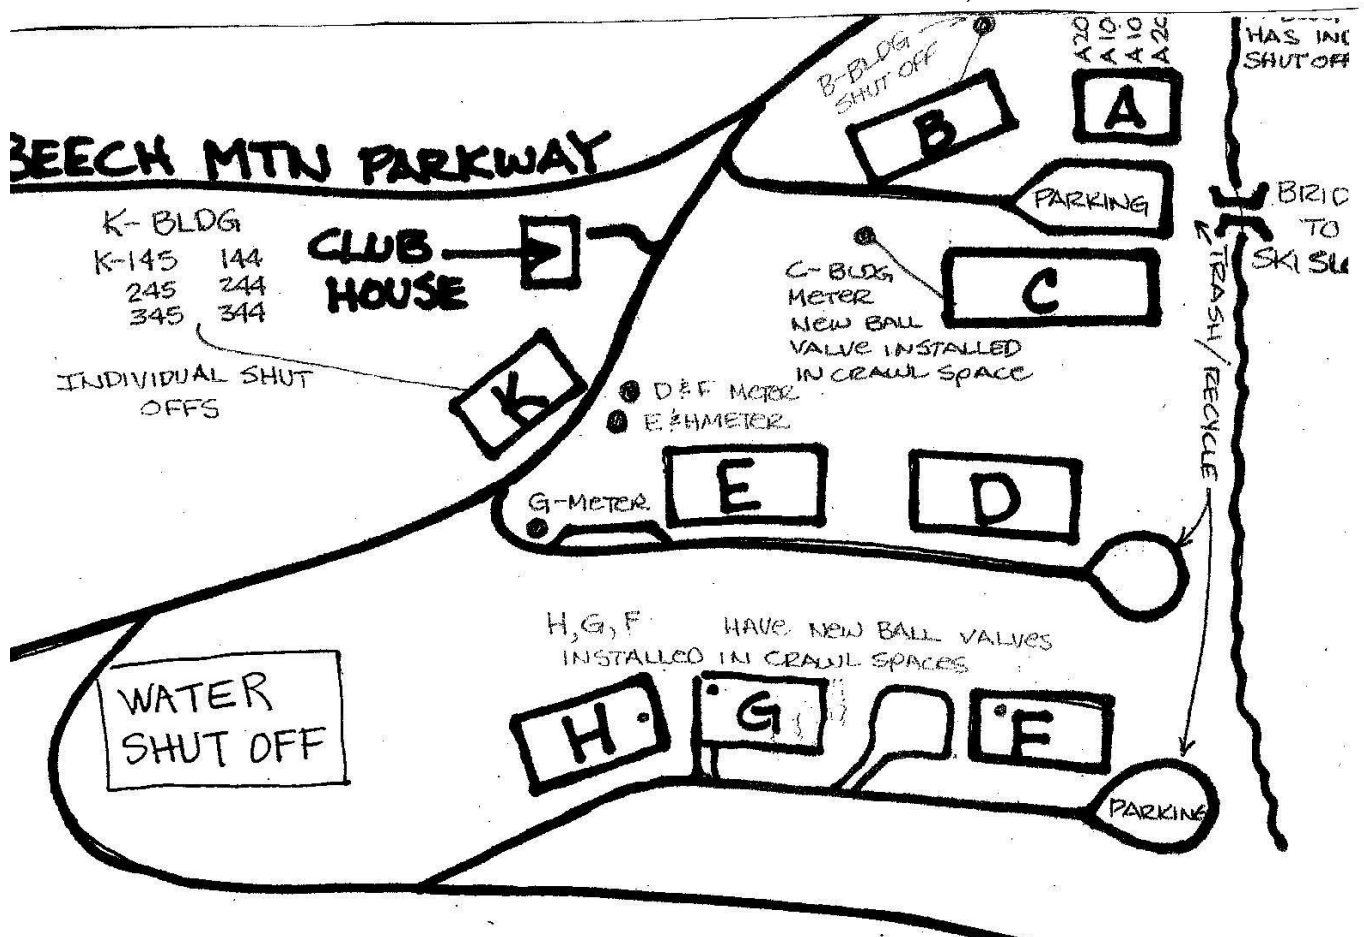 B-BLDG
SHUT OFF
A20
A10
A10
A20
HAS IN
SHUT OFF
B
A
BEECH MTN PARKWAY
PARKING
BRID
TO
SKI SL
K-BLDG
K-145 144
245 244
345 344
INDIVIDUAL SHUT
OFFS
CLUB
HOUSE
K
C-BLDG
METER
NEW BALL
VALVE INSTALLED
IN CRAWL SPACE
C
TRASH/RECYCLE
D&F METER
E&H METER
G-METER
E
D
H,G,F HAVE NEW BALL VALVES
INSTALLED IN CRAWL SPACES
WATER
SHUT OFF
H
G
F
PARKING